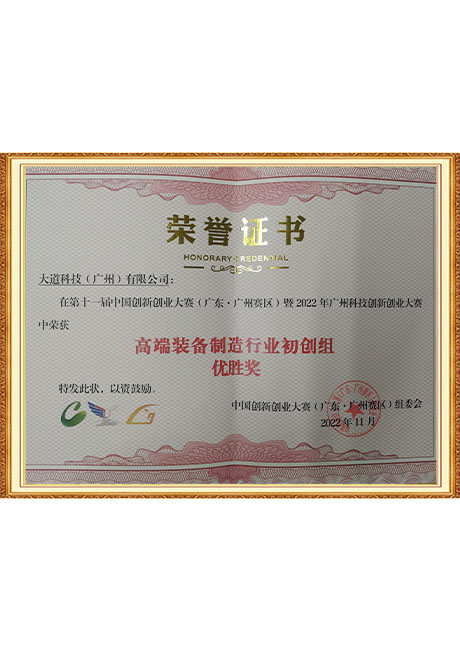 荣誉证书
HONORARY CREDENTIAL
大道科技(广州)有限公司:
在第十一届中国创新创业大赛(广东·广州赛区)暨2022年广州科技创新创业大赛
中荣获
高端装备制造行业初创组
优胜奖
特发此状,以资鼓励。
中国创新创业大赛(广东·广州赛区)组委会
2022年11月